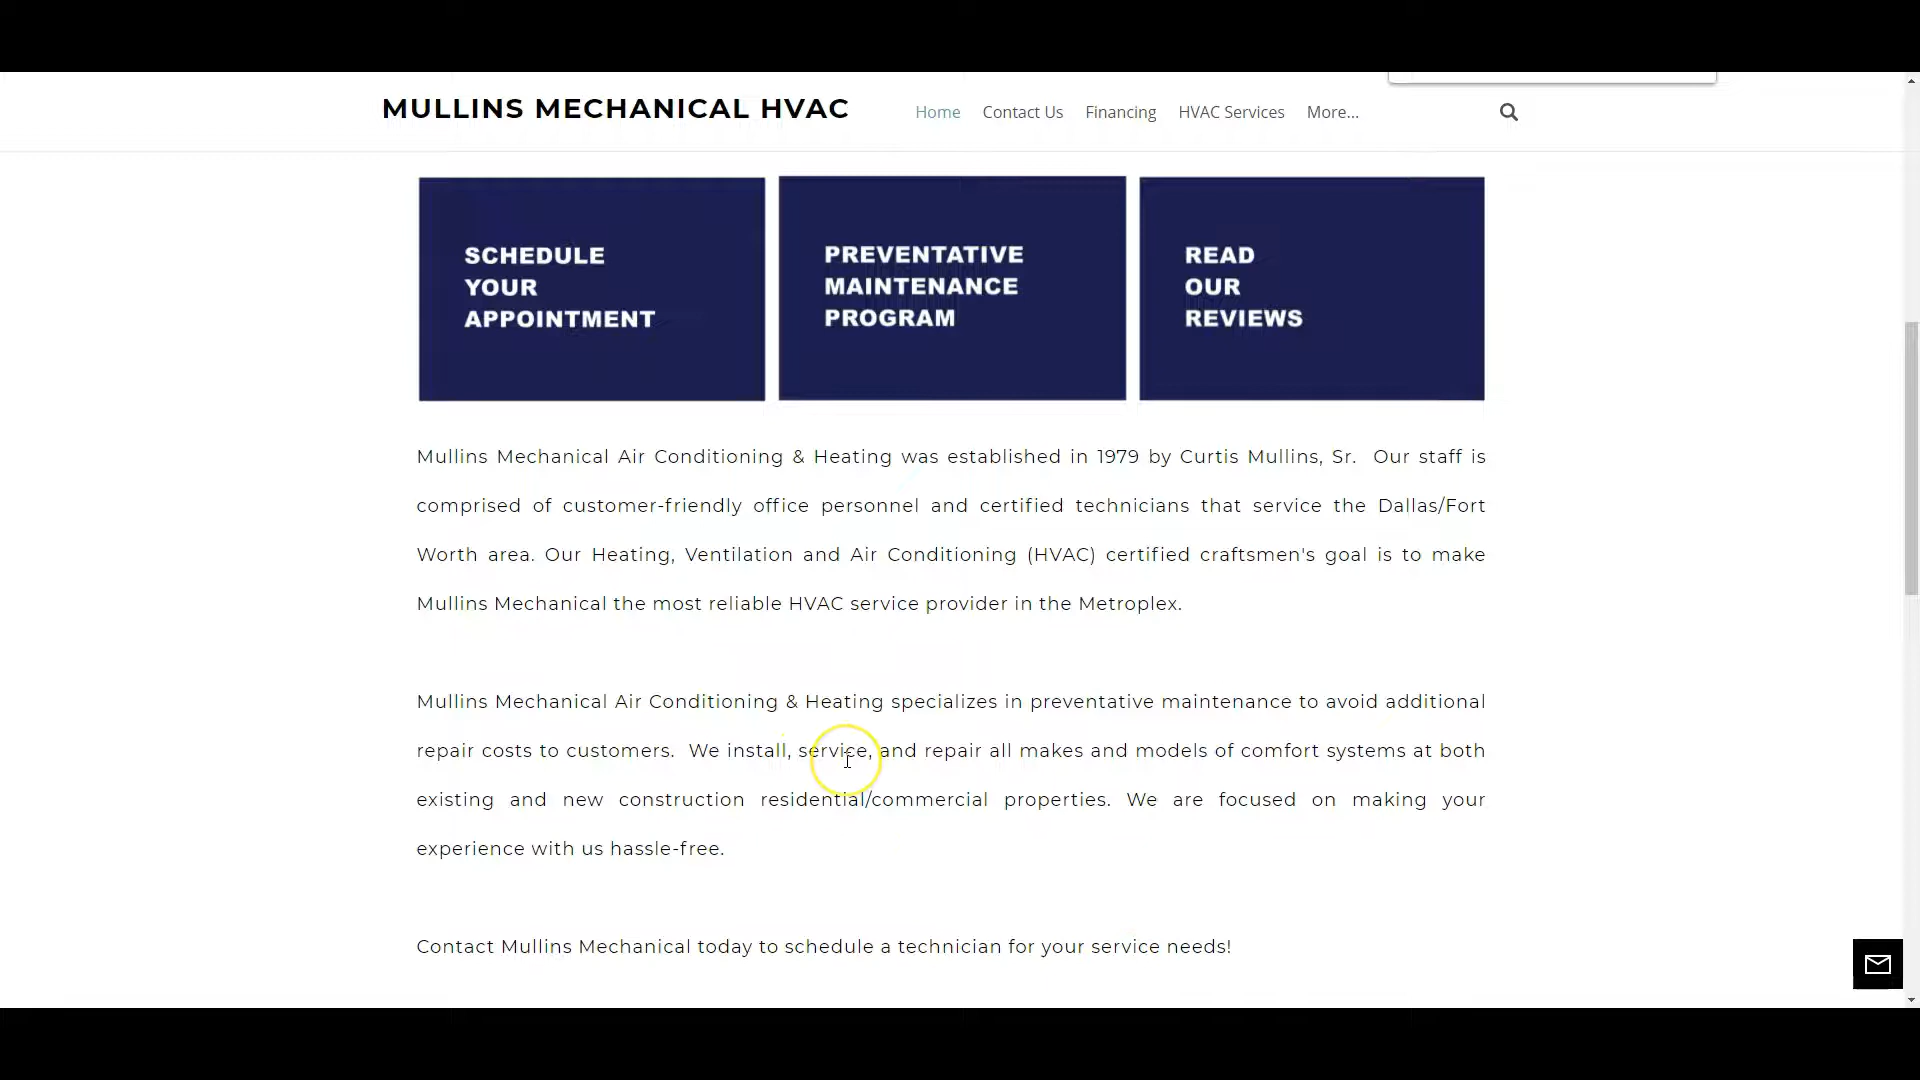 MULLINS MECHANICAL HVAC
Home Contact Us Financing HVAC Services More...
SCHEDULE
YOUR
APPOINTMENT
PREVENTATIVE
MAINTENANCE
PROGRAM
READ
OUR
REVIEWS
Mullins Mechanical Air Conditioning & Heating was established in 1979 by Curtis Mullins, Sr. Our staff is
comprised of customer-friendly office personnel and certified technicians that service the Dallas/Fort
Worth area. Our Heating, Ventilation and Air Conditioning (HVAC) certified craftsmen's goal is to make
Mullins Mechanical the most reliable HVAC service provider in the Metroplex.
Mullins Mechanical Air Conditioning & Heating specializes in preventative maintenance to avoid additional
repair costs to customers. We install, service, and repair all makes and models of comfort systems at both
existing and new construction residential/commercial properties. We are focused on making your
experience with us hassle-free.
Contact Mullins Mechanical today to schedule a technician for your service needs!